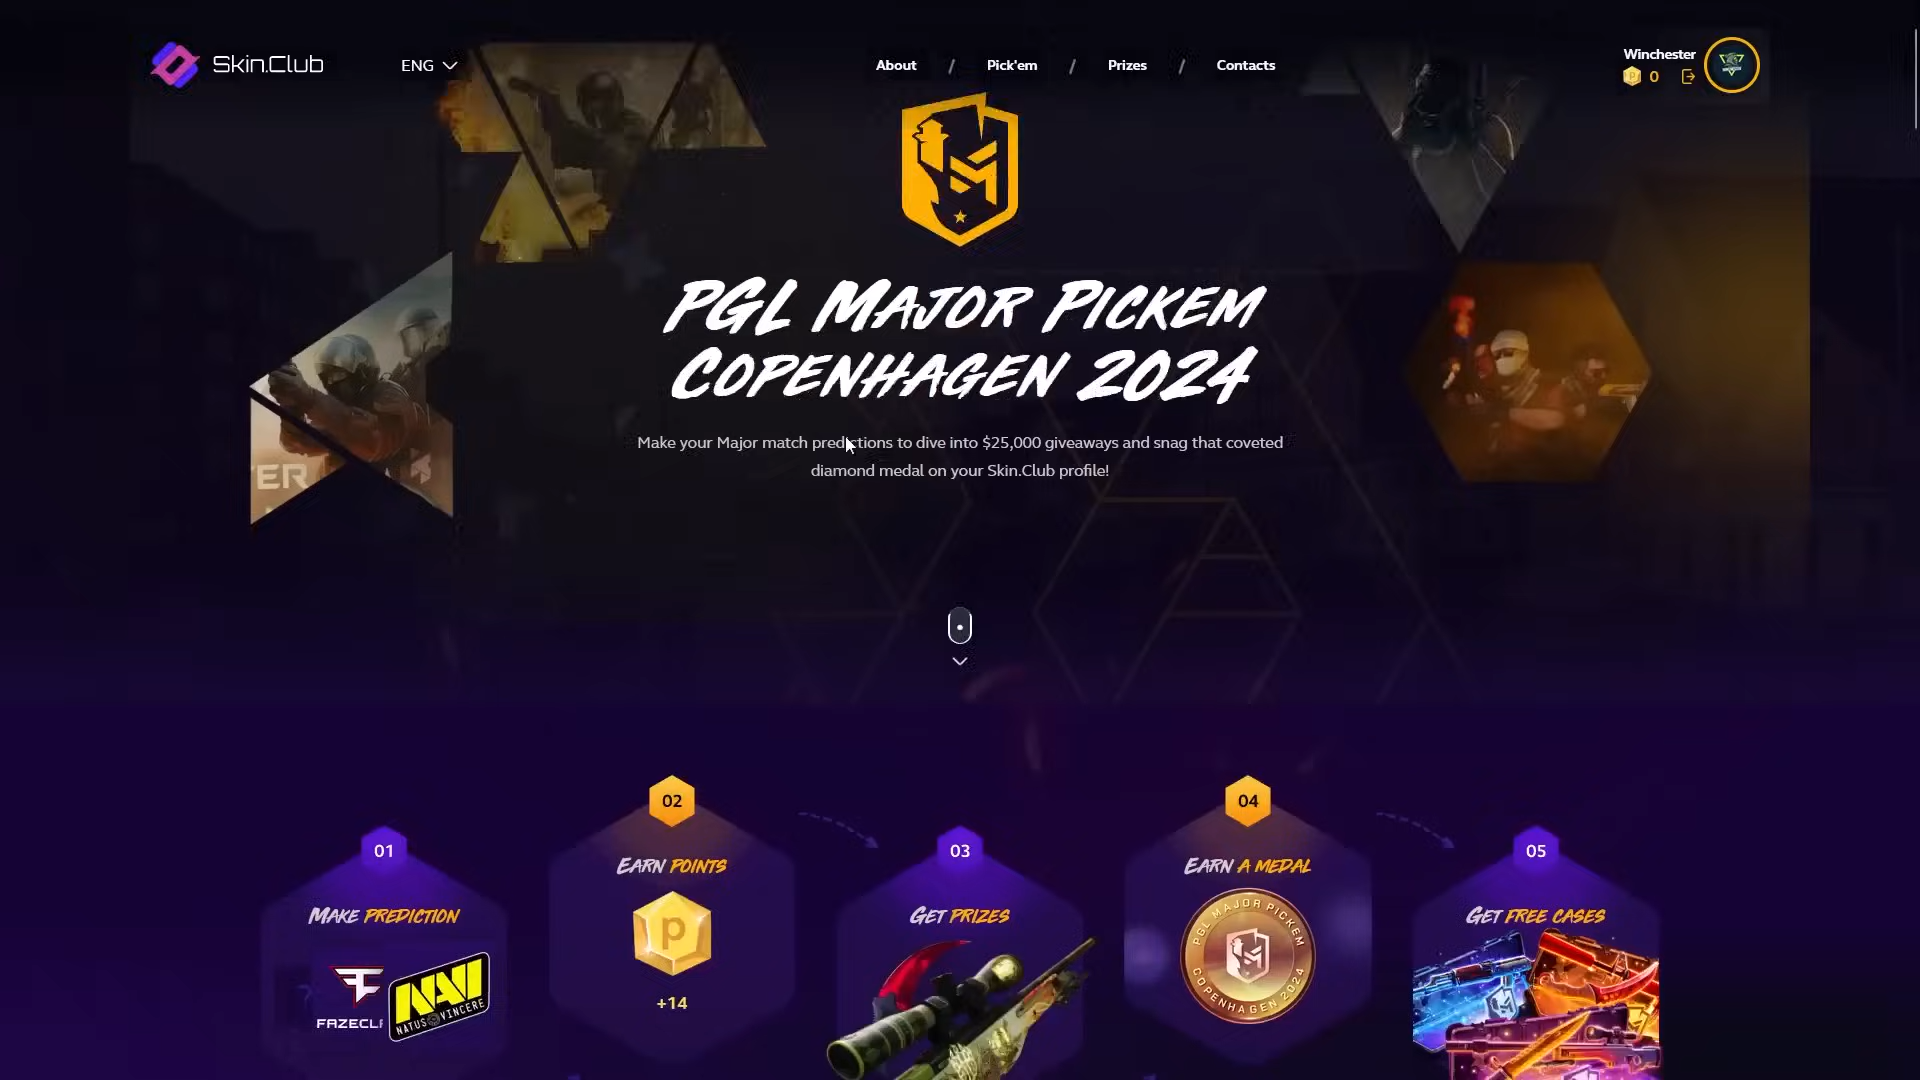 Skin.Club
ENG
About / Pick'em / Prizes / Contacts
Winchester
P 0
PGL MAJOR PICKEM
COPENHAGEN 2024
Make your Major match predictions to dive into $25,000 giveaways and snag that coveted
diamond medal on your Skin.Club profile!
ER
01
MAKE PREDICTION
FAZECL
NAVI
NATUS VINCERE
02
EARN POINTS
P
+14
03
GET PRIZES
04
EARN A MEDAL
PGL MAJOR PICKEM
COPENHAGEN 2024
05
GET FREE CASES